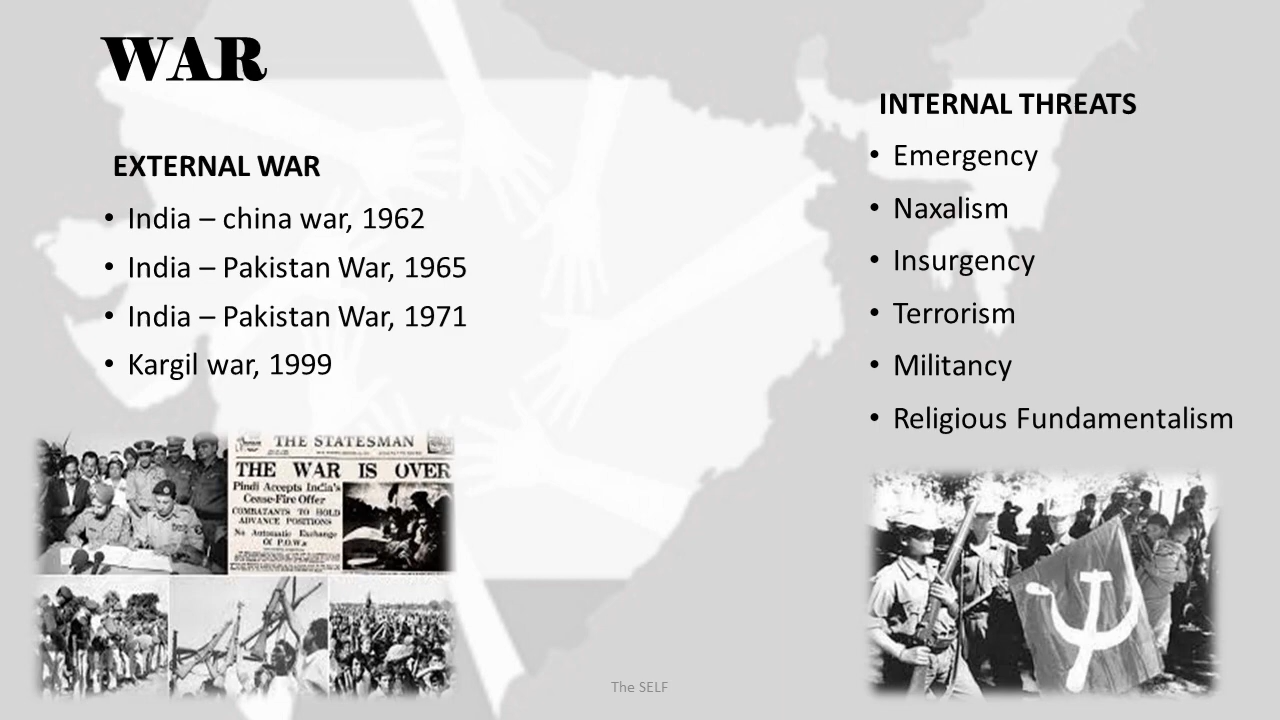 WAR
EXTERNAL WAR
• India – china war, 1962
• India – Pakistan War, 1965
• India – Pakistan War, 1971
• Kargil war, 1999
INTERNAL THREATS
• Emergency
• Naxalism
• Insurgency
• Terrorism
• Militancy
• Religious Fundamentalism
THE STATESMAN
THE WAR IS OVER
Pindi Accepts India's
Cease-Fire Offer
COMBATANTS TO HOLD
ADVANCE POSITIONS
No Automatic Exchange
Of P.O.W.s
The SELF